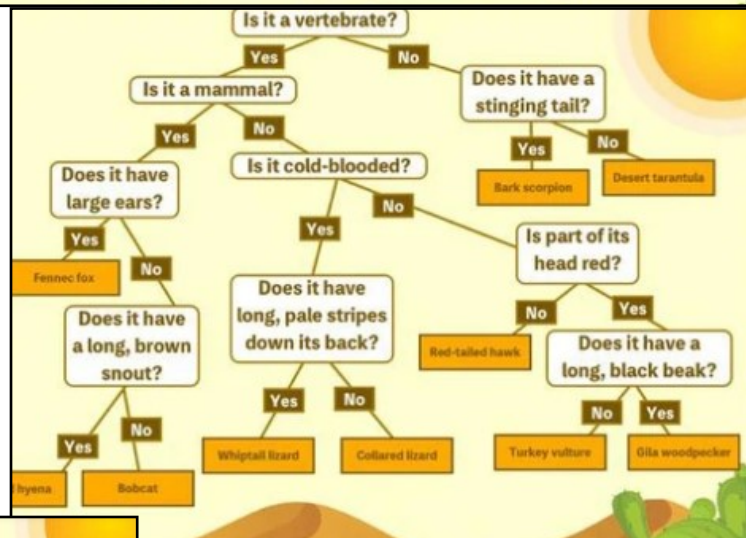 Is it a vertebrate?
Yes
No
Is it a mammal?
Does it have a
stinging tail?
Yes
No
Yes
No
Does it have
large ears?
Is it cold-blooded?
Bark scorpion
Desert tarantula
Yes
No
Yes
No
Is part of its
head red?
Fennec fox
Does it have
a long, brown
snout?
Does it have
long, pale stripes
down its back?
No
Yes
Red-tailed hawk
Does it have a
long, black beak?
Yes
No
Yes
No
No
Yes
hyena
Bobcat
Whiptail lizard
Collared lizard
Turkey vulture
Gila woodpecker